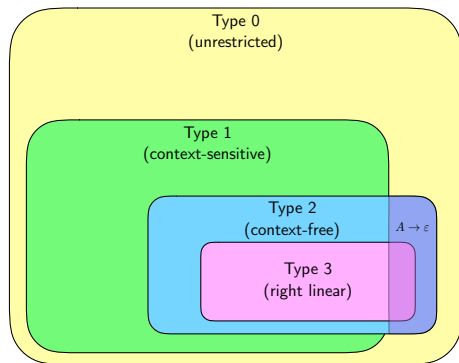 Type 0
(unrestricted)
Type 1
(context-sensitive)
Type 2
(context-free)
A → ε
Type 3
(right linear)